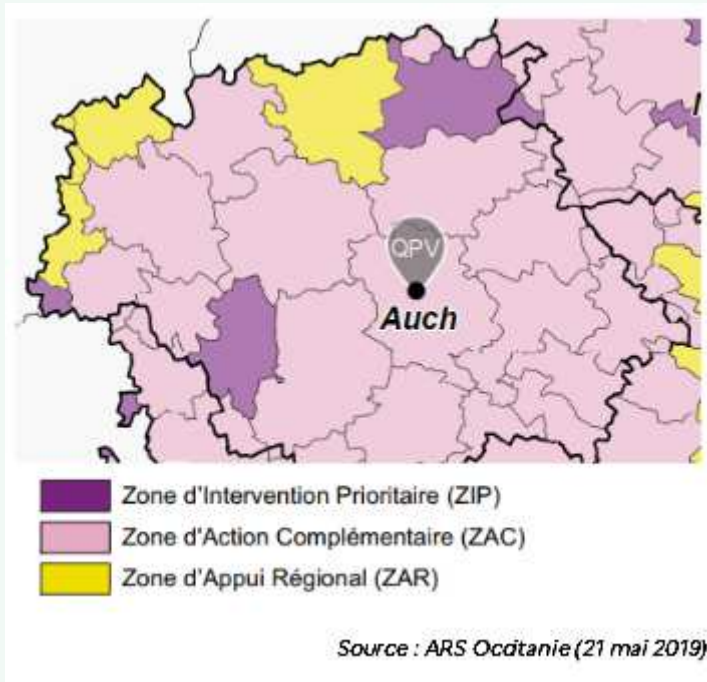 QPV
Auch
Zone d'Intervention Prioritaire (ZIP)
Zone d'Action Complémentaire (ZAC)
Zone d'Appui Régional (ZAR)
Source : ARS Occitanie (21 mai 2019)